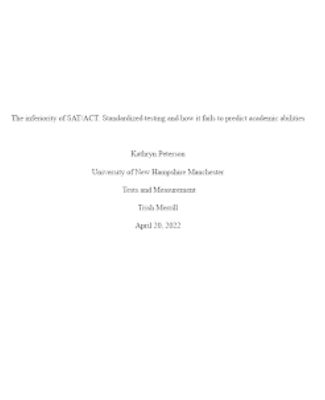 The inferiority of SAT/ACT: Standardized-testing and how it fails to predict academic abilities
Kathryn Peterson
University of New Hampshire Manchester
Tests and Measurement
Trish Merrill
April 20, 2022